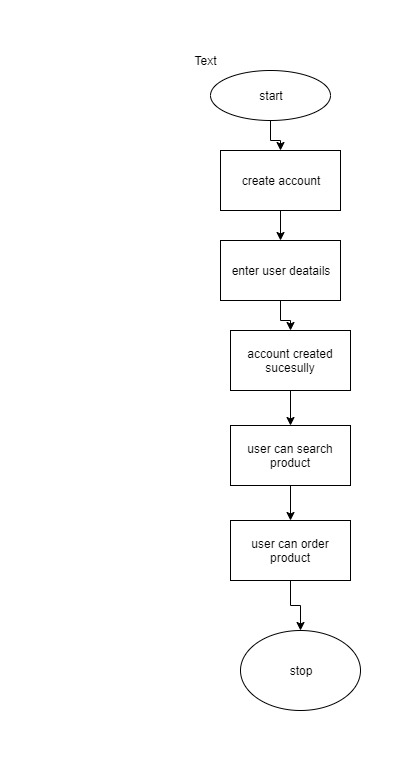 Text
start
create account
enter user deatails
account created
sucesully
user can search
product
user can order
product
stop